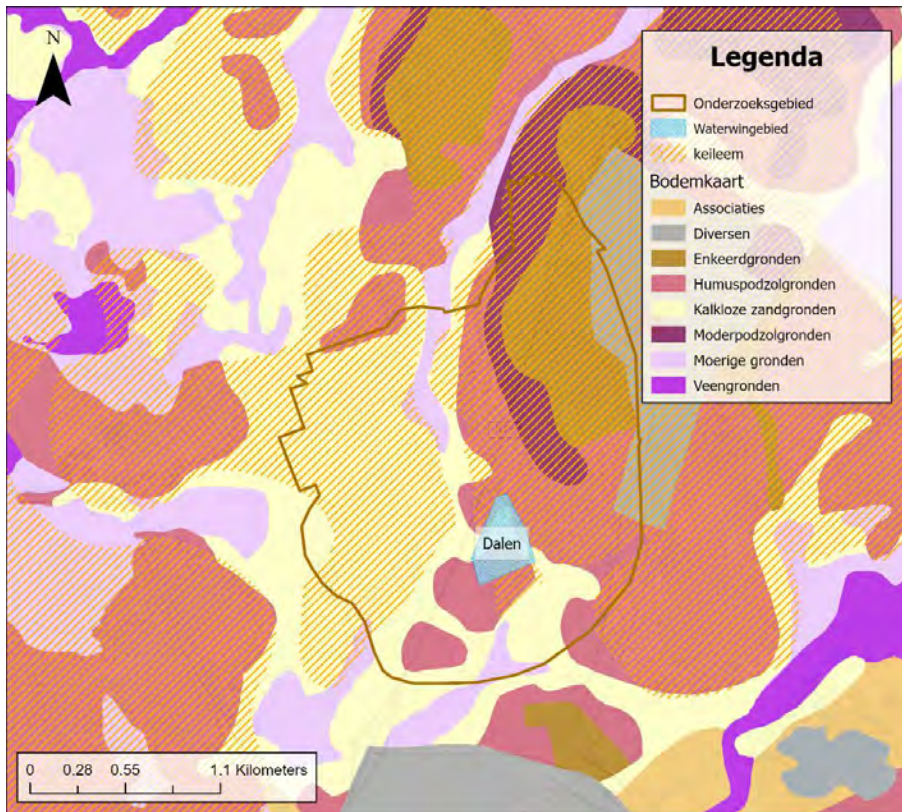 N
Legenda
Onderzoeksgebied
Waterwingebied
keileem
Bodemkaart
Associaties
Diversen
Enkeerdgronden
Humuspodzolgronden
Kalkloze zandgronden
Moderpodzolgronden
Moerige gronden
Veengronden
Dalen
0 0.28 0.55 1.1 Kilometers